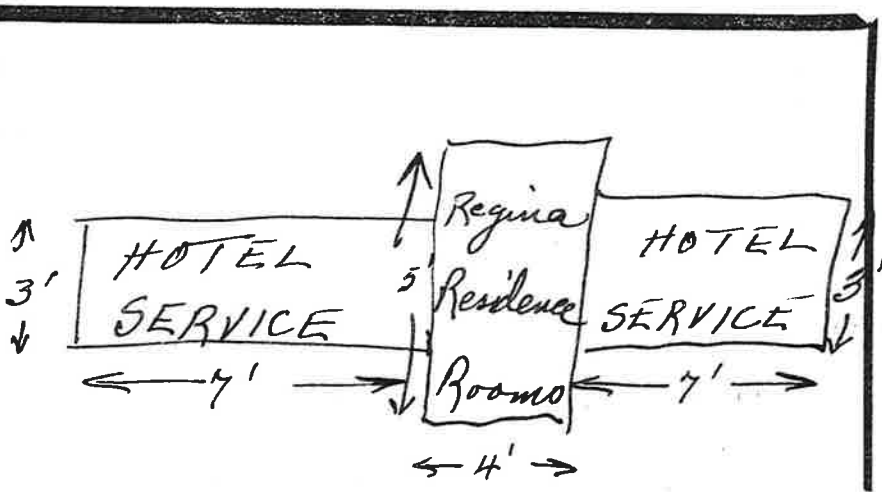 HOTEL
SERVICE
3'
7'
5'
Regina
Residence
Rooms
4'
HOTEL
SERVICE
3'
7'